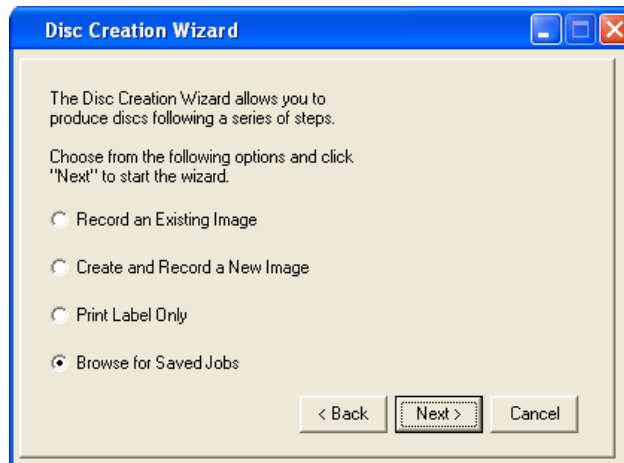 Disc Creation Wizard
The Disc Creation Wizard allows you to
produce discs following a series of steps.
Choose from the following options and click
"Next" to start the wizard.
Record an Existing Image
Create and Record a New Image
Print Label Only
Browse for Saved Jobs
< Back Next > Cancel